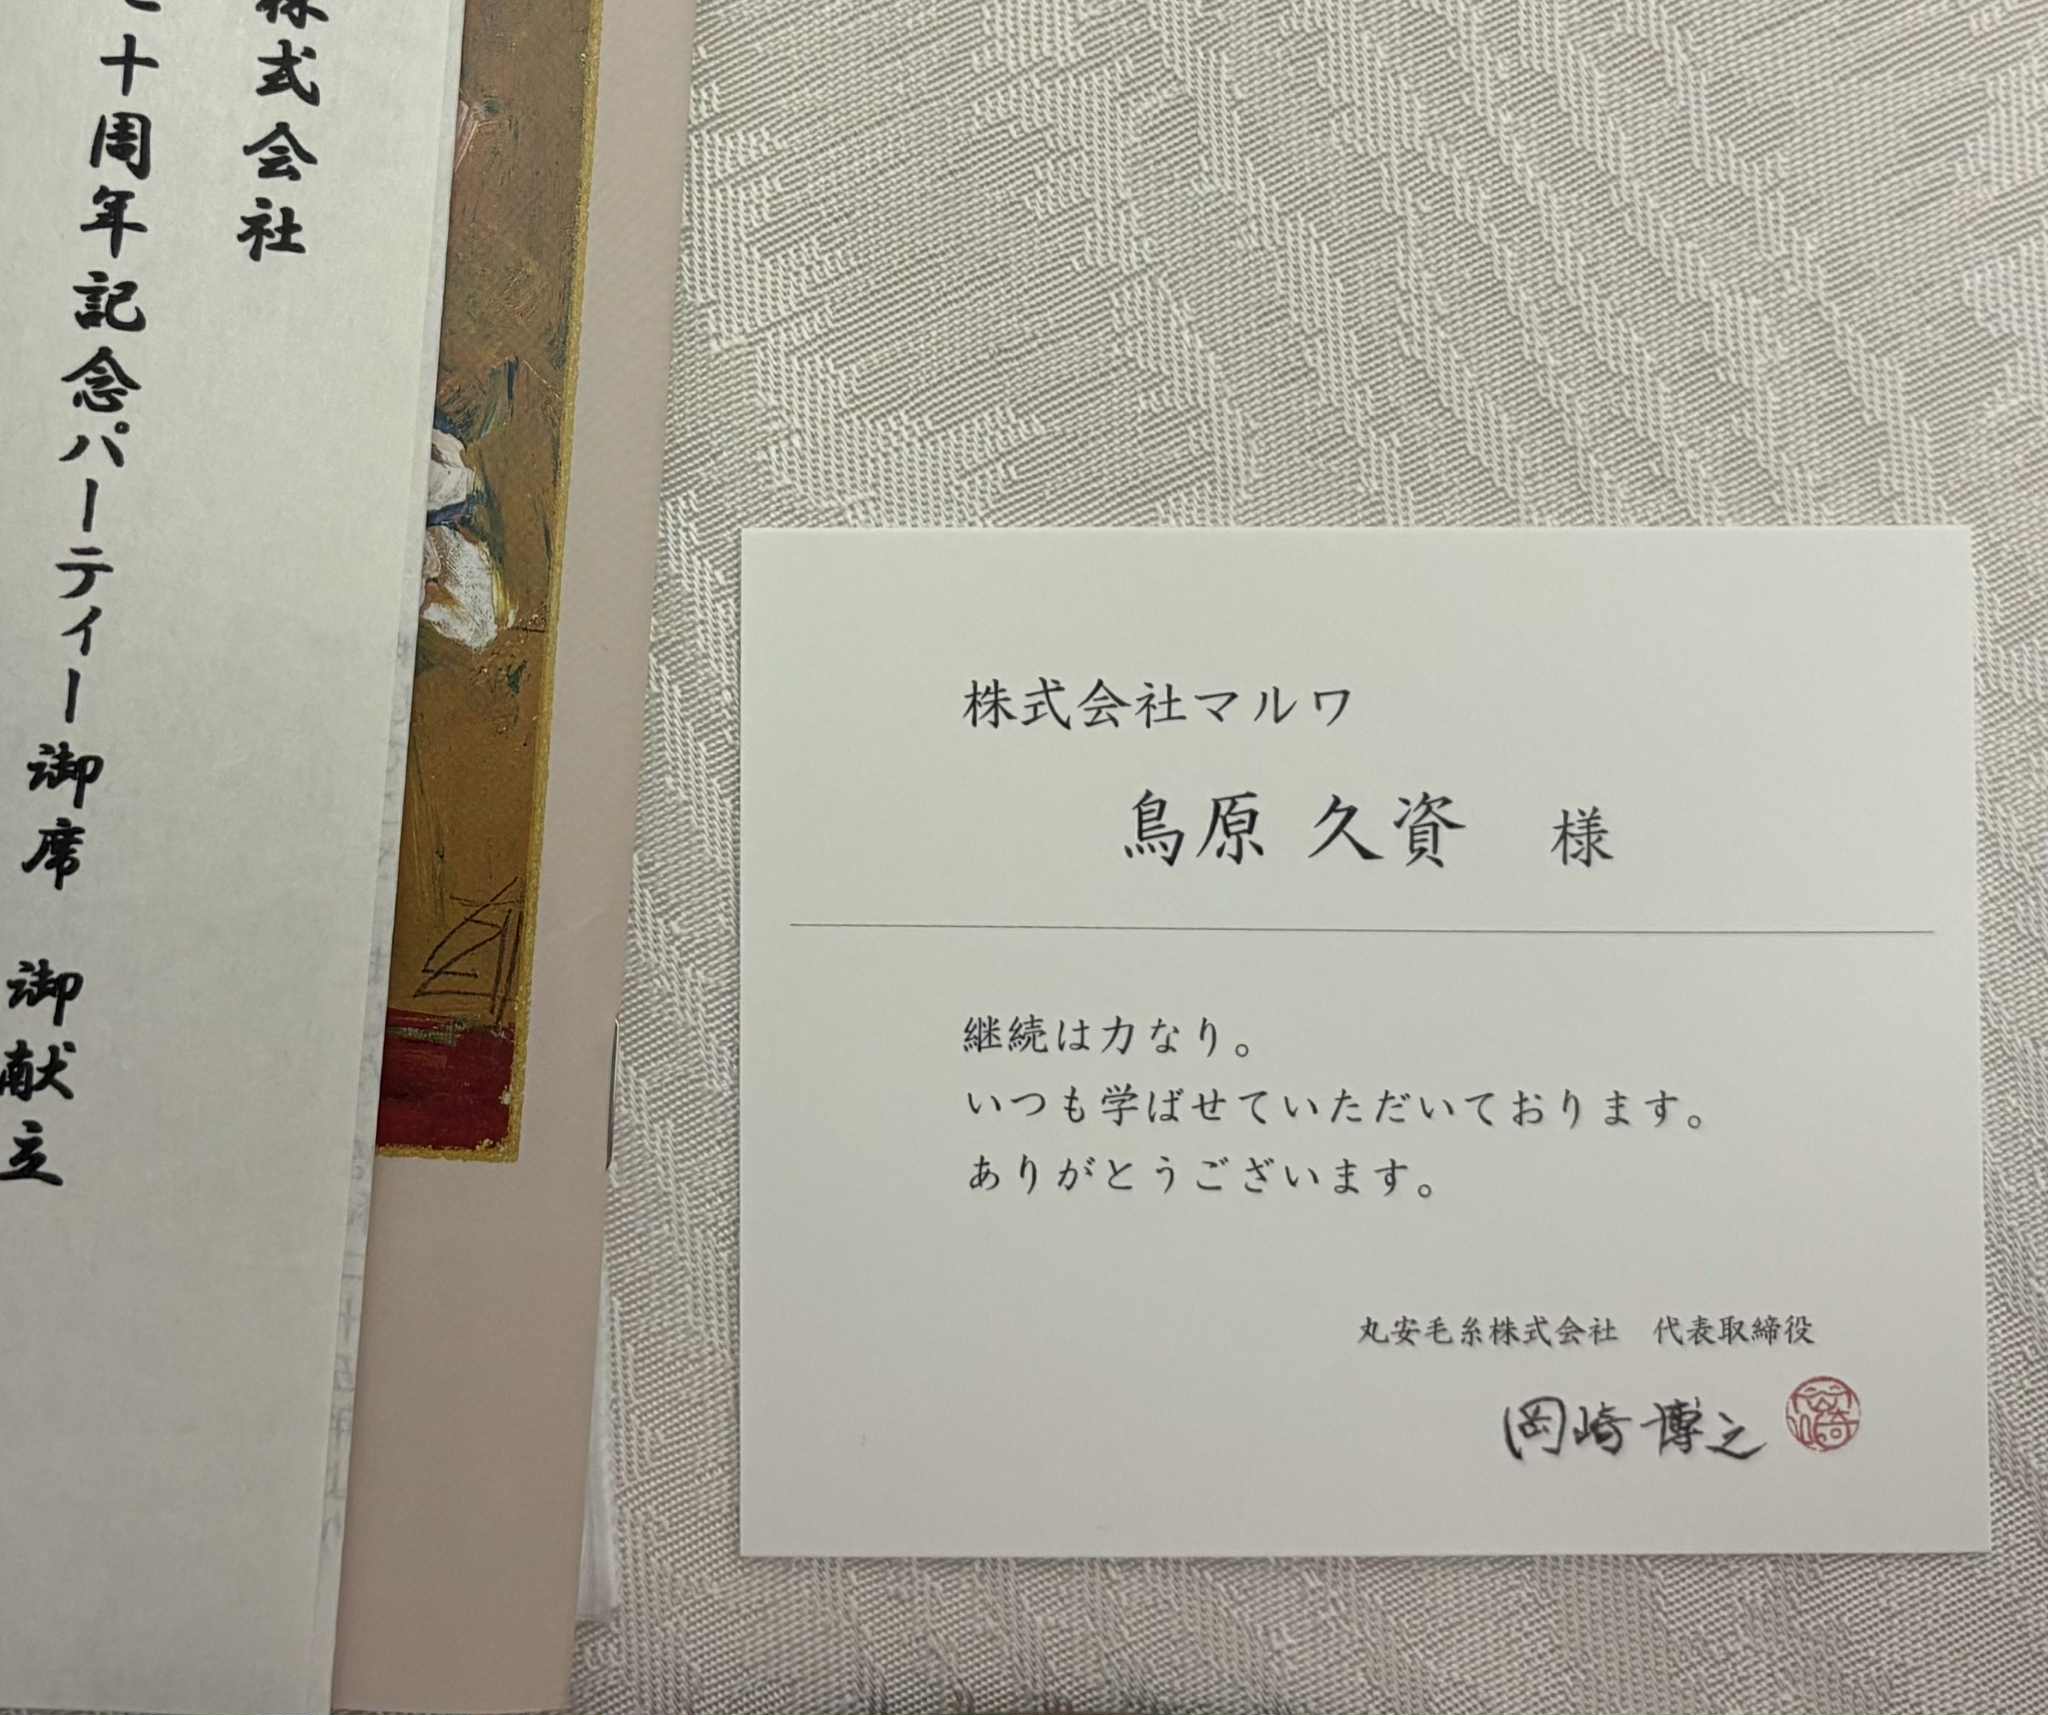 株式会社
十周年記念パーティー御席 御献立
株式会社マルワ
鳥原 久資 様
継続は力なり。
いつも学ばせていただいております。
ありがとうございます。
丸安毛糸株式会社 代表取締役
岡崎 博之